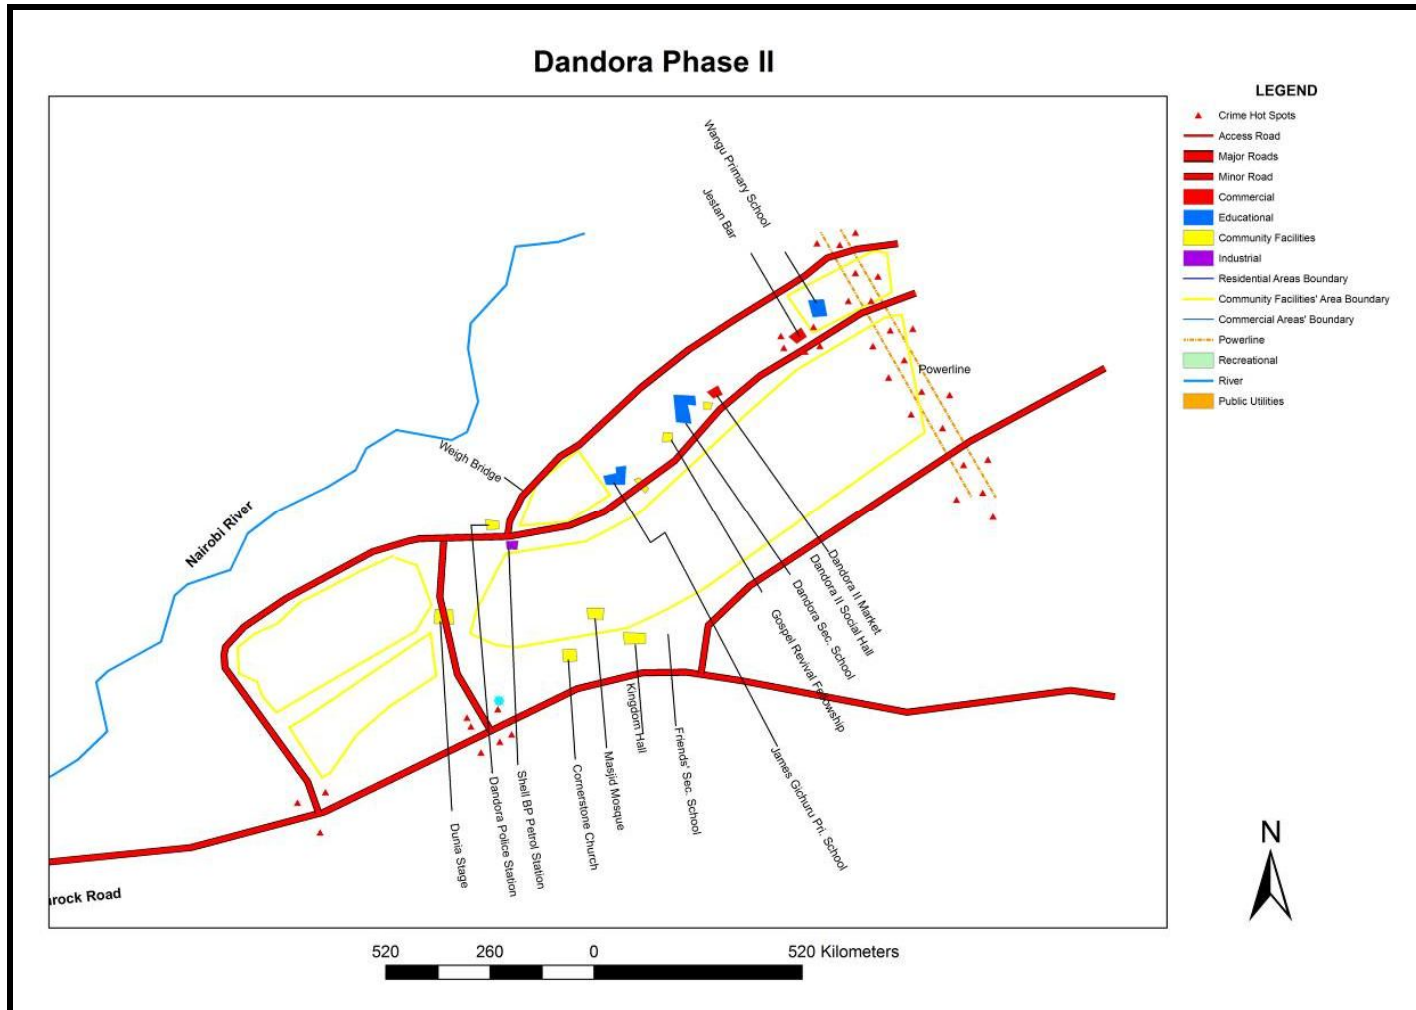 Dandora Phase II
LEGEND
Crime Hot Spots
Access Road
Major Roads
Minor Road
Commercial
Educational
Community Facilities
Industrial
Residential Areas Boundary
Community Facilities' Area Boundary
Commercial Areas' Boundary
Powerline
Recreational
River
Public Utilities
Wangu Primary School
Jestan Bar
Powerline
Weigh Bridge
Nairobi River
Dandora II Market
Dandora II Social Hall
Dandora Sec. School
Gospel Revival Fellowship
James Gichuru Pri. School
Friends' Sec. School
Kingdom Hall
Masjid Mosque
Cornerstone Church
Shell BP Petrol Station
Dandora Police Station
Dunia Stage
rock Road
N
520 260 0 520 Kilometers